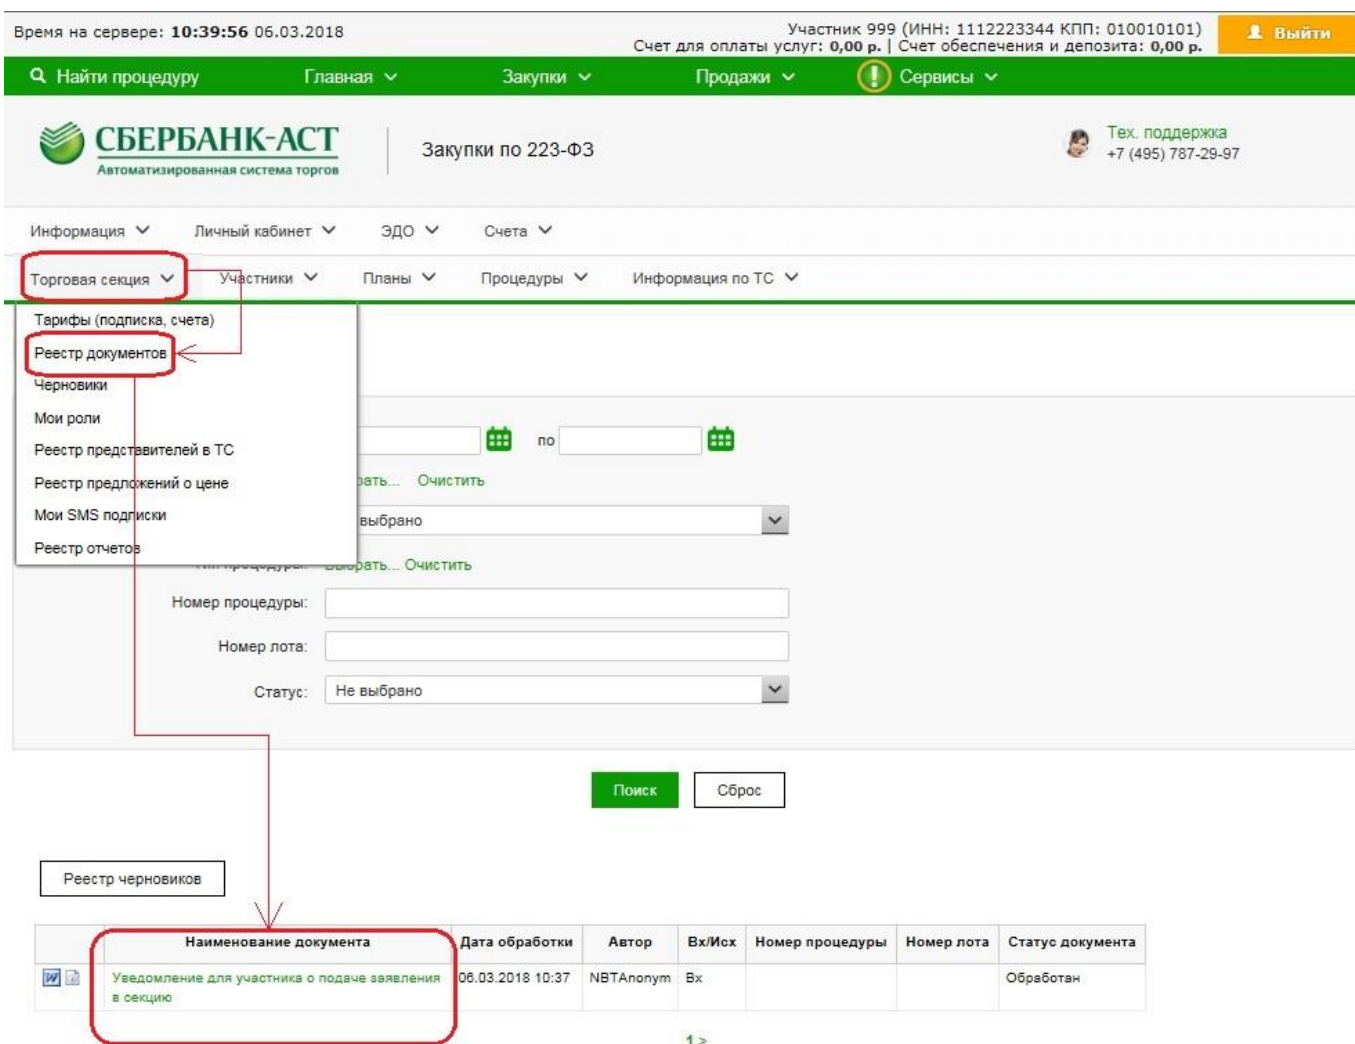 Время на сервере: 10:39:56 06.03.2018
Участник 999 (ИНН: 1112223344 КПП: 010010101)
Счет для оплаты услуг: 0,00 р. | Счет обеспечения и депозита: 0,00 р.
Выйти
Найти процедуру Главная Закупки Продажи Сервисы
СБЕРБАНК-АСТ
Автоматизированная система торгов
Закупки по 223-ФЗ
Тех. поддержка
+7 (495) 787-29-97
Информация Личный кабинет ЭДО Счета
Торговая секция Участники Планы Процедуры Информация по ТС
Тарифы (подписка, счета)
Реестр документов
Черновики
Мои роли
Реестр представителей в ТС
Реестр предложений о цене
Мои SMS подписки
Реестр отчетов
по
Очистить
выбрано
процедуры: Выбрать... Очистить
Номер процедуры:
Номер лота:
Статус: Не выбрано
Поиск Сброс
Реестр черновиков
Наименование документа Дата обработки Автор Вх/Исх Номер процедуры Номер лота Статус документа
Уведомление для участника о подаче заявления в секцию 06.03.2018 10:37 NBTAnonym Вх Обработан
1 >